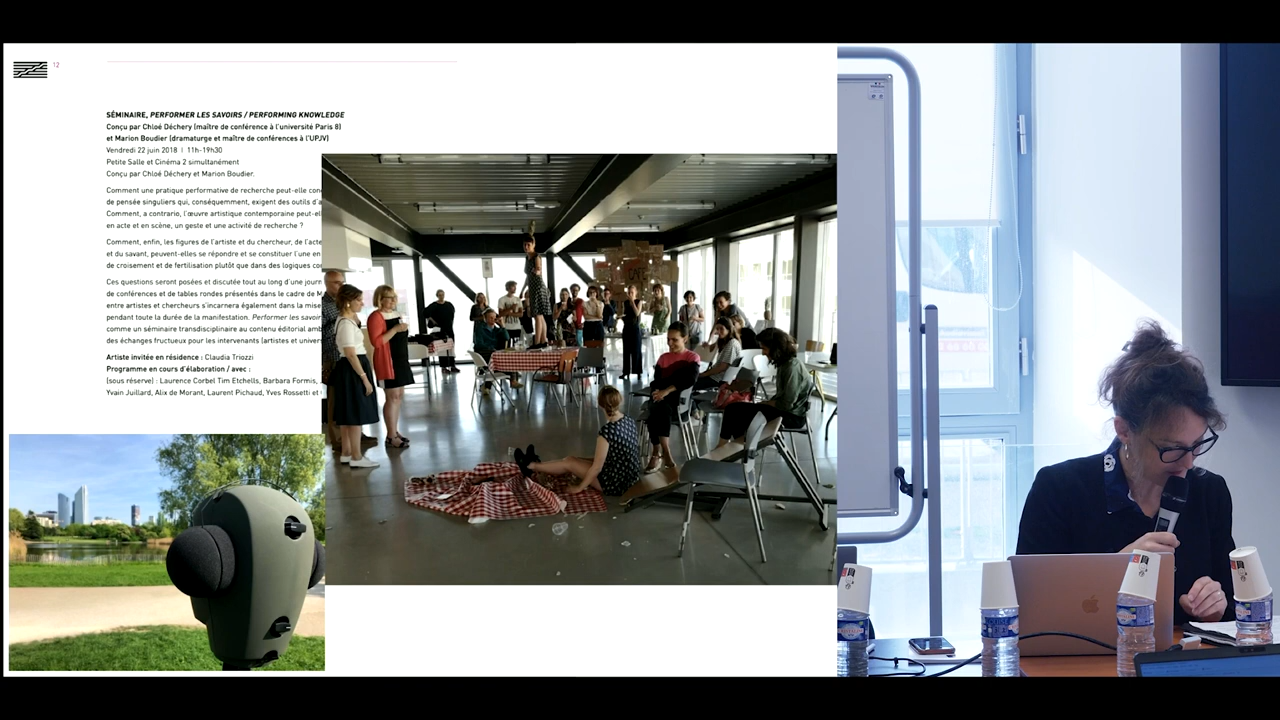 12
SÉMINAIRE, PERFORMER LES SAVOIRS / PERFORMING KNOWLEDGE
Conçu par Chloé Déchery (maître de conférence à l'université Paris 8)
et Marion Boudier (dramaturge et maître de conférences à l'UPJV)
Vendredi 22 juin 2018 | 11h-19h30
Petite Salle et Cinéma 2 simultanément
Conçu par Chloé Déchery et Marion Boudier.
Comment une pratique performative de recherche peut-elle
de pensée singuliers qui, conséquemment, exigent des outils
Comment, a contrario, l'œuvre artistique contemporaine
en acte et en scène, un geste et une activité de recherche ?
Comment, enfin, les figures de l'artiste et du chercheur, de
et du savant, peuvent-elles se répondre et se constituer l'une en
de croisement et de fertilisation plutôt que dans des logiques
Ces questions seront posées et discutée tout au long d'une
de conférences et de tables rondes présentés dans le cadre de
entre artistes et chercheurs s'incarnera également dans la
pendant toute la durée de la manifestation. Performer les
comme un séminaire transdisciplinaire au contenu éditorial
des échanges fructueux pour les intervenants (artistes et
Artiste invitée en résidence : Claudia Triozzi
Programme en cours d'élaboration / avec :
(sous réserve) : Laurence Corbel Tim Etchells, Barbara Formis,
Yvain Juillard, Alix de Morant, Laurent Pichaud, Yves Rossetti et